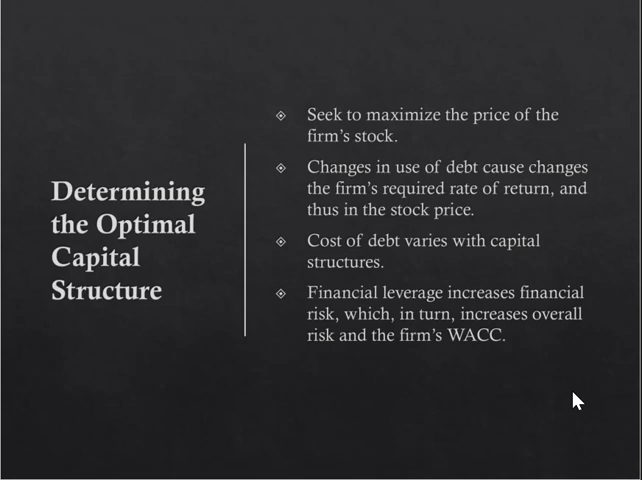 Determining
the Optimal
Capital
Structure
Seek to maximize the price of the
firm's stock.
Changes in use of debt cause changes
the firm's required rate of return, and
thus in the stock price.
Cost of debt varies with capital
structures.
Financial leverage increases financial
risk, which, in turn, increases overall
risk and the firm's WACC.